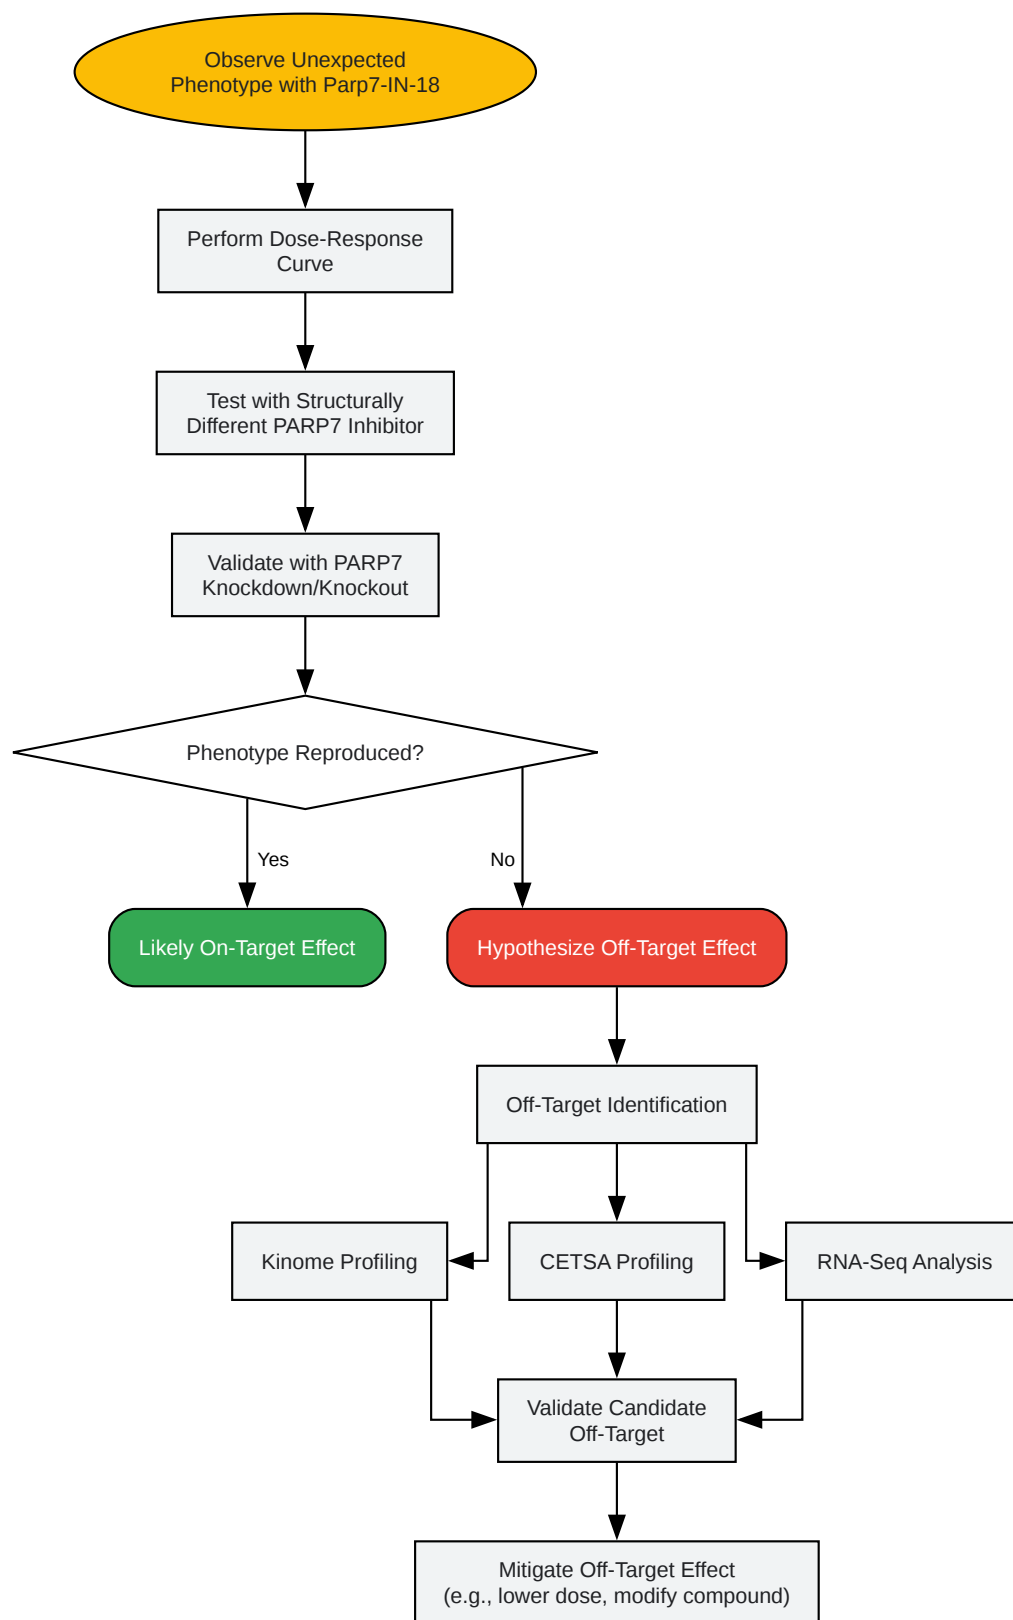 Observe Unexpected
Phenotype with Parp7-IN-18
Perform Dose-Response
Curve
Test with Structurally
Different PARP7 Inhibitor
Validate with PARP7
Knockdown/Knockout
Phenotype Reproduced?
Yes
No
Likely On-Target Effect
Hypothesize Off-Target Effect
Off-Target Identification
Kinome Profiling
CETSA Profiling
RNA-Seq Analysis
Validate Candidate
Off-Target
Mitigate Off-Target Effect
(e.g., lower dose, modify compound)